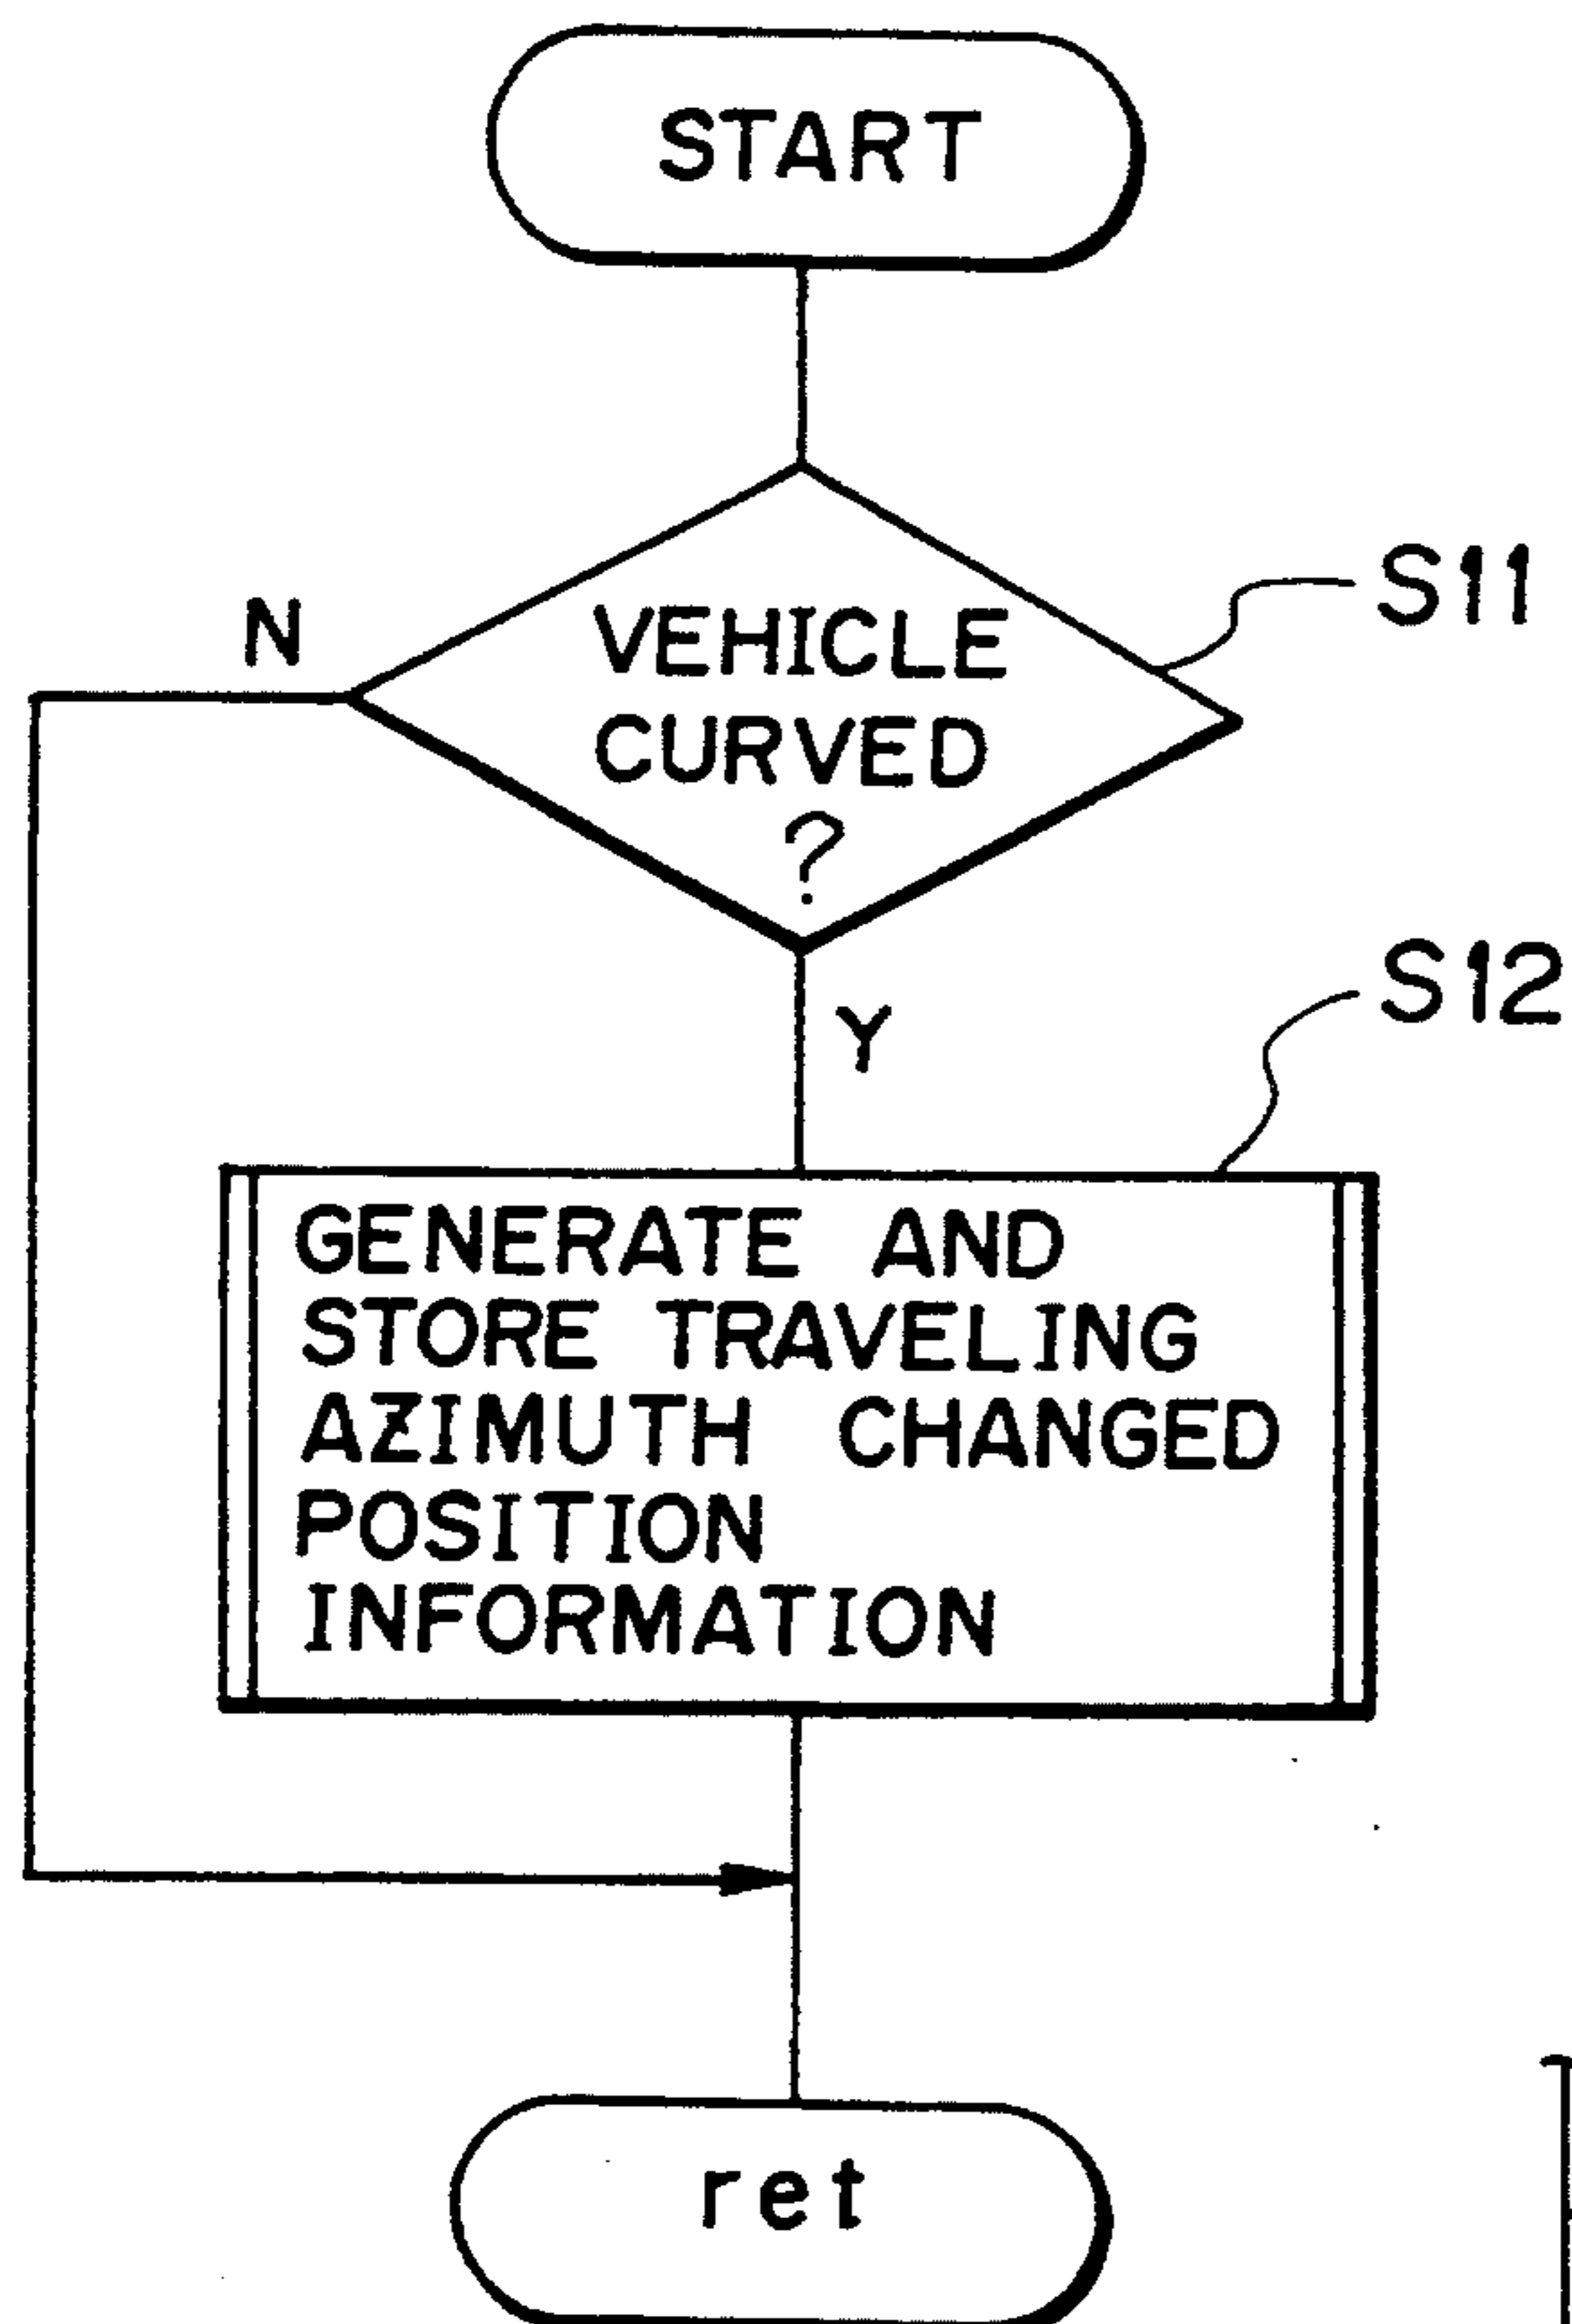 START
N
VEHICLE
CURVED
?
S11
Y
S12
GENERATE AND
STORE TRAVELING
AZIMUTH CHANGED
POSITION
INFORMATION
ret